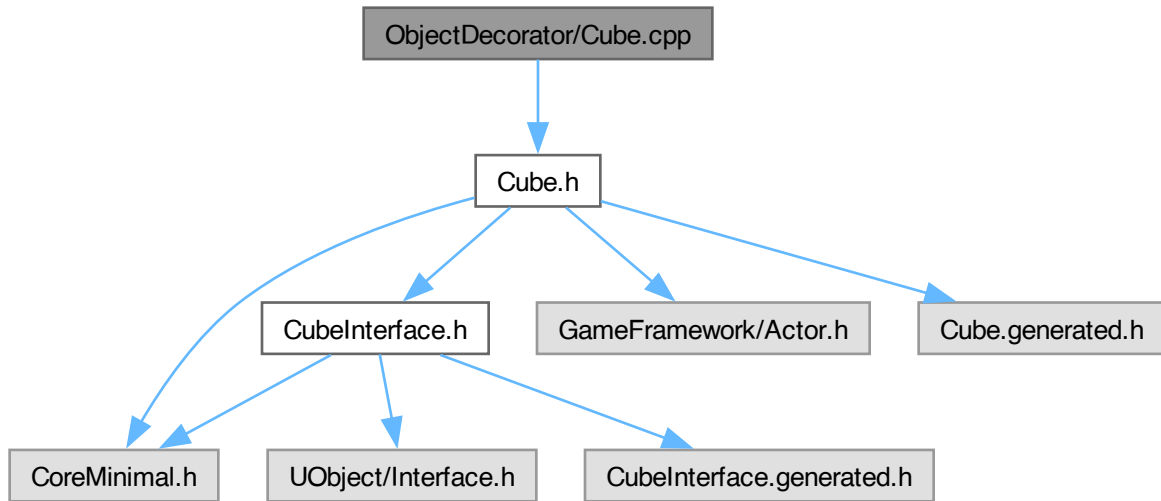 ObjectDecorator/Cube.cpp
Cube.h
CubeInterface.h
GameFramework/Actor.h
Cube.generated.h
CoreMinimal.h
UObject/Interface.h
CubeInterface.generated.h